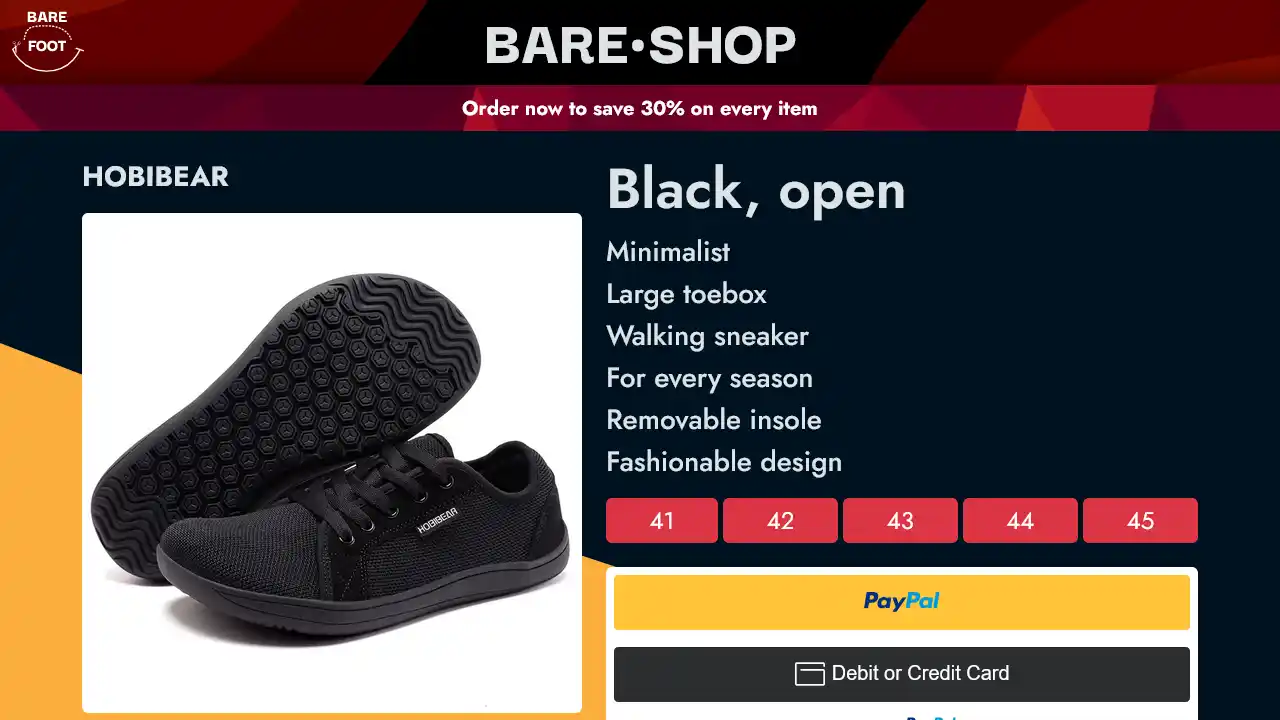 BARE
FOOT
BARE•SHOP
Order now to save 30% on every item
HOBIBEAR
HOBIBEAR
Black, open
Minimalist
Large toebox
Walking sneaker
For every season
Removable insole
Fashionable design
41 42 43 44 45
PayPal
Debit or Credit Card